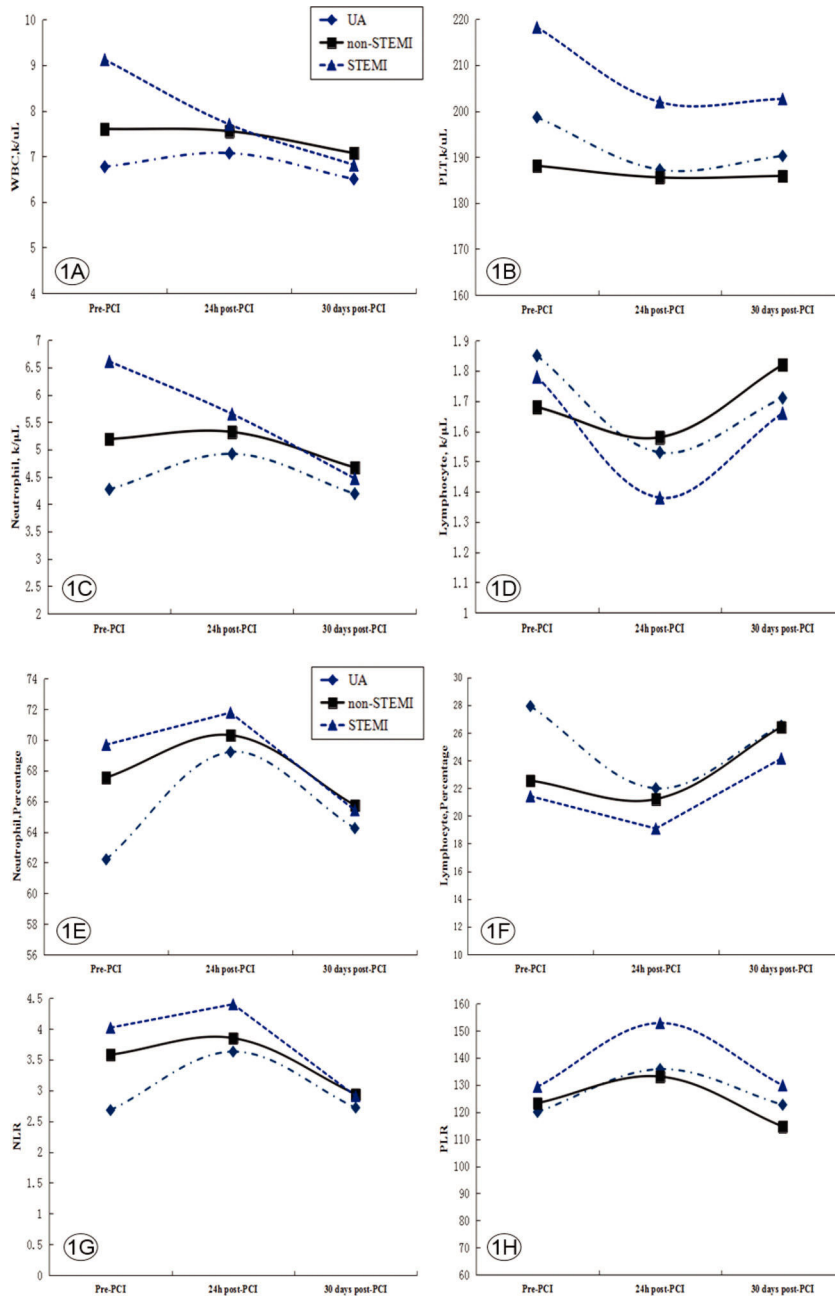 10
9
8
7
6
5
4
WBC,k/uL
UA
non-STEMI
STEMI
1A
Pre-PCI
24h post-PCI
30 days post-PCI
220
210
200
190
180
170
160
PLT,k/uL
1B
Pre-PCI
24h post-PCI
30 days post-PCI
7
6.5
6
5.5
5
4.5
4
3.5
3
2.5
2
Neutrophil, k/μL
1C
Pre-PCI
24h post-PCI
30 days post-PCI
1.9
1.8
1.7
1.6
1.5
1.4
1.3
1.2
1.1
1
Lymphocyte, k/μL
1D
Pre-PCI
24h post-PCI
30 days post-PCI
74
72
70
68
66
64
62
60
58
56
Neutrophil,Percentage
UA
non-STEMI
STEMI
1E
Pre-PCI
24h post-PCI
30 days post-PCI
30
28
26
24
22
20
18
16
14
12
10
Lymphocyte,Percentage
1F
Pre-PCI
24h post-PCI
30 days post-PCI
4.5
4
3.5
3
2.5
2
1.5
1
0.5
0
NLR
1G
Pre-PCI
24h post-PCI
30 days post-PCI
160
150
140
130
120
110
100
90
80
70
60
PLR
1H
Pre-PCI
24h post-PCI
30 days post-PCI